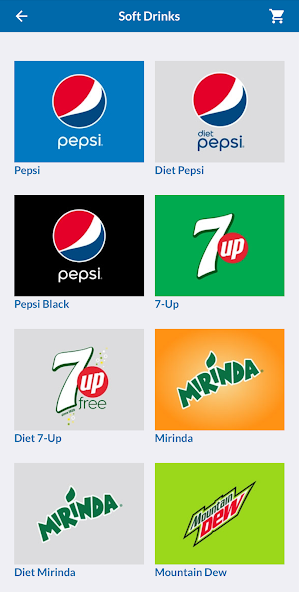 Soft Drinks
pepsi
Pepsi
diet
pepsi
Diet Pepsi
pepsi
Pepsi Black
7up
7-Up
7up
free
Diet 7-Up
MIRINDA
Mirinda
MIRINDA
Diet Mirinda
Mountain
DEW
Mountain Dew